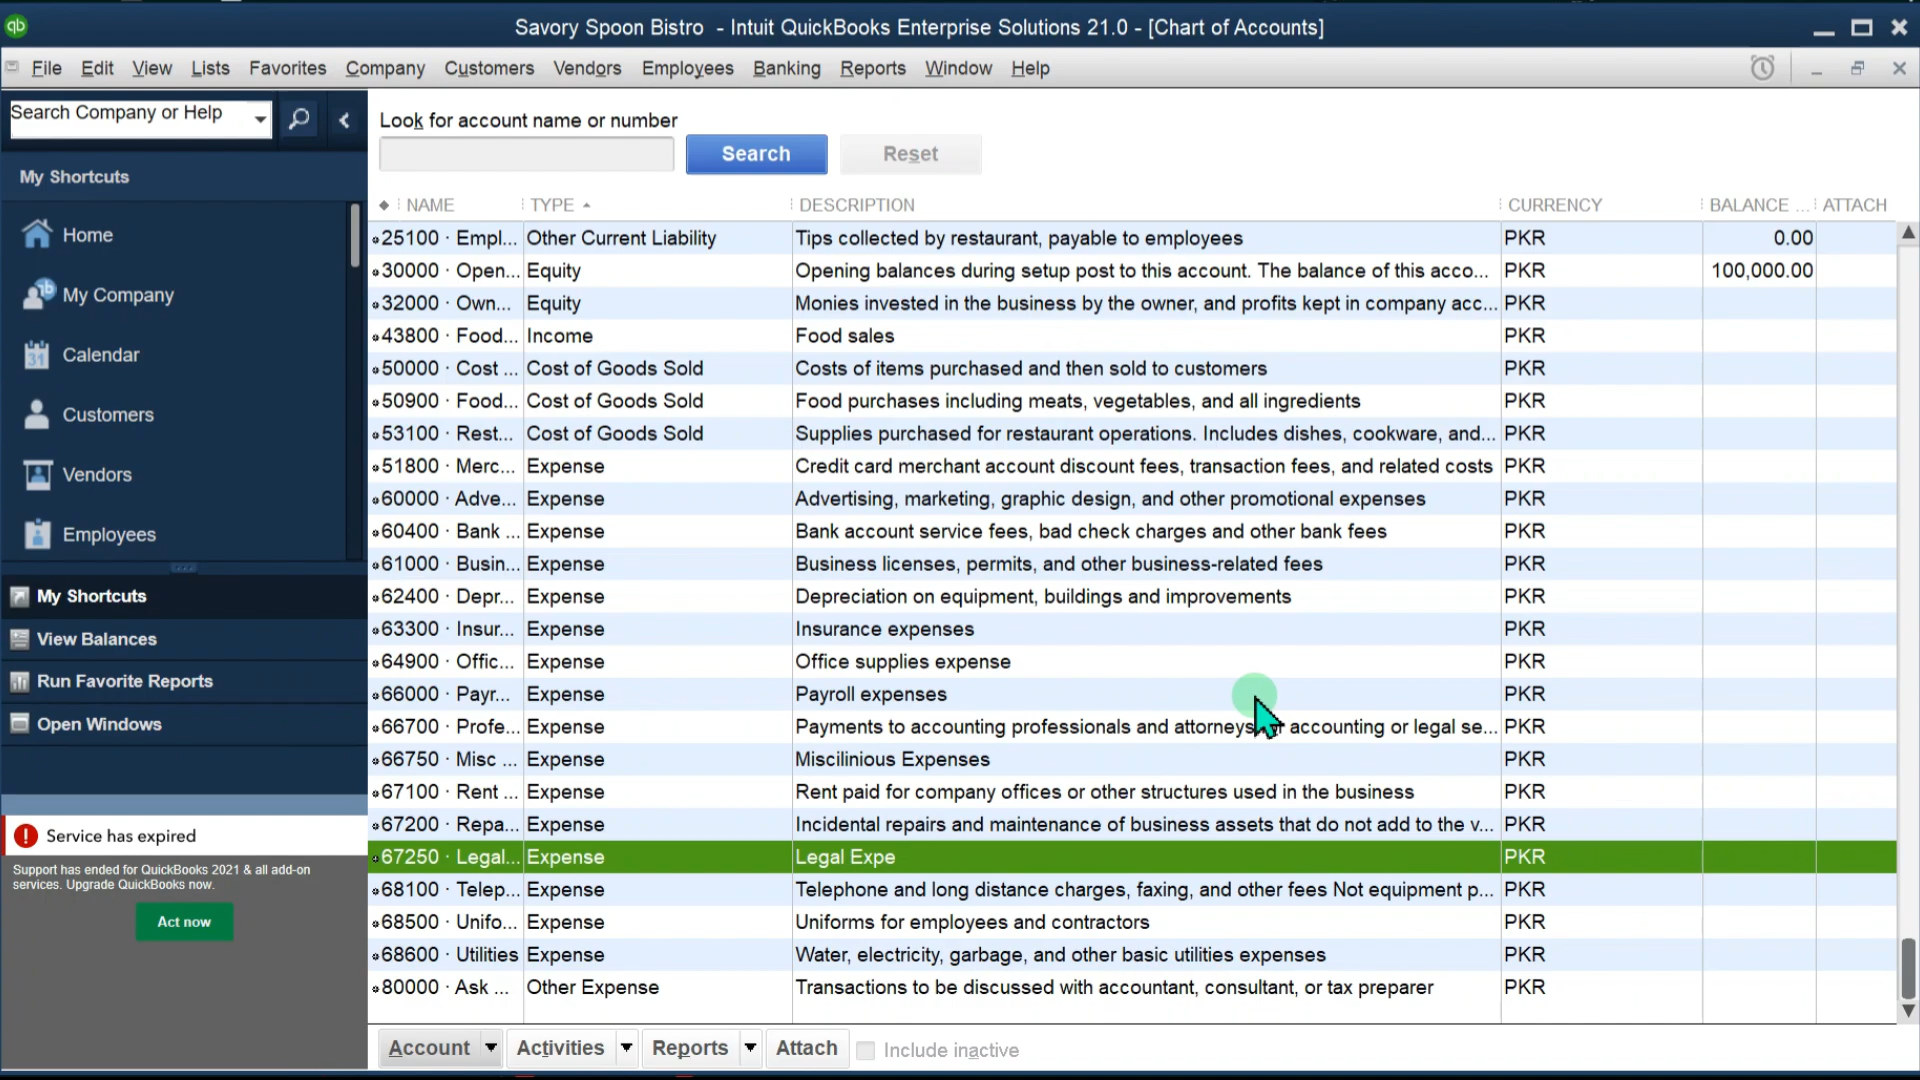 qb
Savory Spoon Bistro - Intuit QuickBooks Enterprise Solutions 21.0 - [Chart of Accounts]
File Edit View Lists Favorites Company Customers Vendors Employees Banking Reports Window Help
Search Company or Help
Look for account name or number
Search Reset
My Shortcuts
Home
My Company
31 Calendar
Customers
Vendors
Employees
My Shortcuts
View Balances
Run Favorite Reports
Open Windows
Service has expired
Support has ended for QuickBooks 2021 & all add-on
services. Upgrade QuickBooks now.
Act now
NAME TYPE DESCRIPTION CURRENCY BALANCE ... ATTACH
25100 · Empl... Other Current Liability Tips collected by restaurant, payable to employees PKR 0.00
30000 · Open... Equity Opening balances during setup post to this account. The balance of this acco... PKR 100,000.00
32000 · Own... Equity Monies invested in the business by the owner, and profits kept in company acc... PKR
43800 · Food... Income Food sales PKR
50000 · Cost ... Cost of Goods Sold Costs of items purchased and then sold to customers PKR
50900 · Food... Cost of Goods Sold Food purchases including meats, vegetables, and all ingredients PKR
53100 · Rest... Cost of Goods Sold Supplies purchased for restaurant operations. Includes dishes, cookware, and... PKR
51800 · Merc... Expense Credit card merchant account discount fees, transaction fees, and related costs PKR
60000 · Adve... Expense Advertising, marketing, graphic design, and other promotional expenses PKR
60400 · Bank ... Expense Bank account service fees, bad check charges and other bank fees PKR
61000 · Busin... Expense Business licenses, permits, and other business-related fees PKR
62400 · Depr... Expense Depreciation on equipment, buildings and improvements PKR
63300 · Insur... Expense Insurance expenses PKR
64900 · Offic... Expense Office supplies expense PKR
66000 · Payr... Expense Payroll expenses PKR
66700 · Profe... Expense Payments to accounting professionals and attorneys accounting or legal se... PKR
66750 · Misc ... Expense Miscilinious Expenses PKR
67100 · Rent ... Expense Rent paid for company offices or other structures used in the business PKR
67200 · Repa... Expense Incidental repairs and maintenance of business assets that do not add to the v... PKR
67250 · Legal... Expense Legal Expe PKR
68100 · Telep... Expense Telephone and long distance charges, faxing, and other fees Not equipment p... PKR
68500 · Unifo... Expense Uniforms for employees and contractors PKR
68600 · Utilities Expense Water, electricity, garbage, and other basic utilities expenses PKR
80000 · Ask ... Other Expense Transactions to be discussed with accountant, consultant, or tax preparer PKR
Account Activities Reports Attach Include inactive